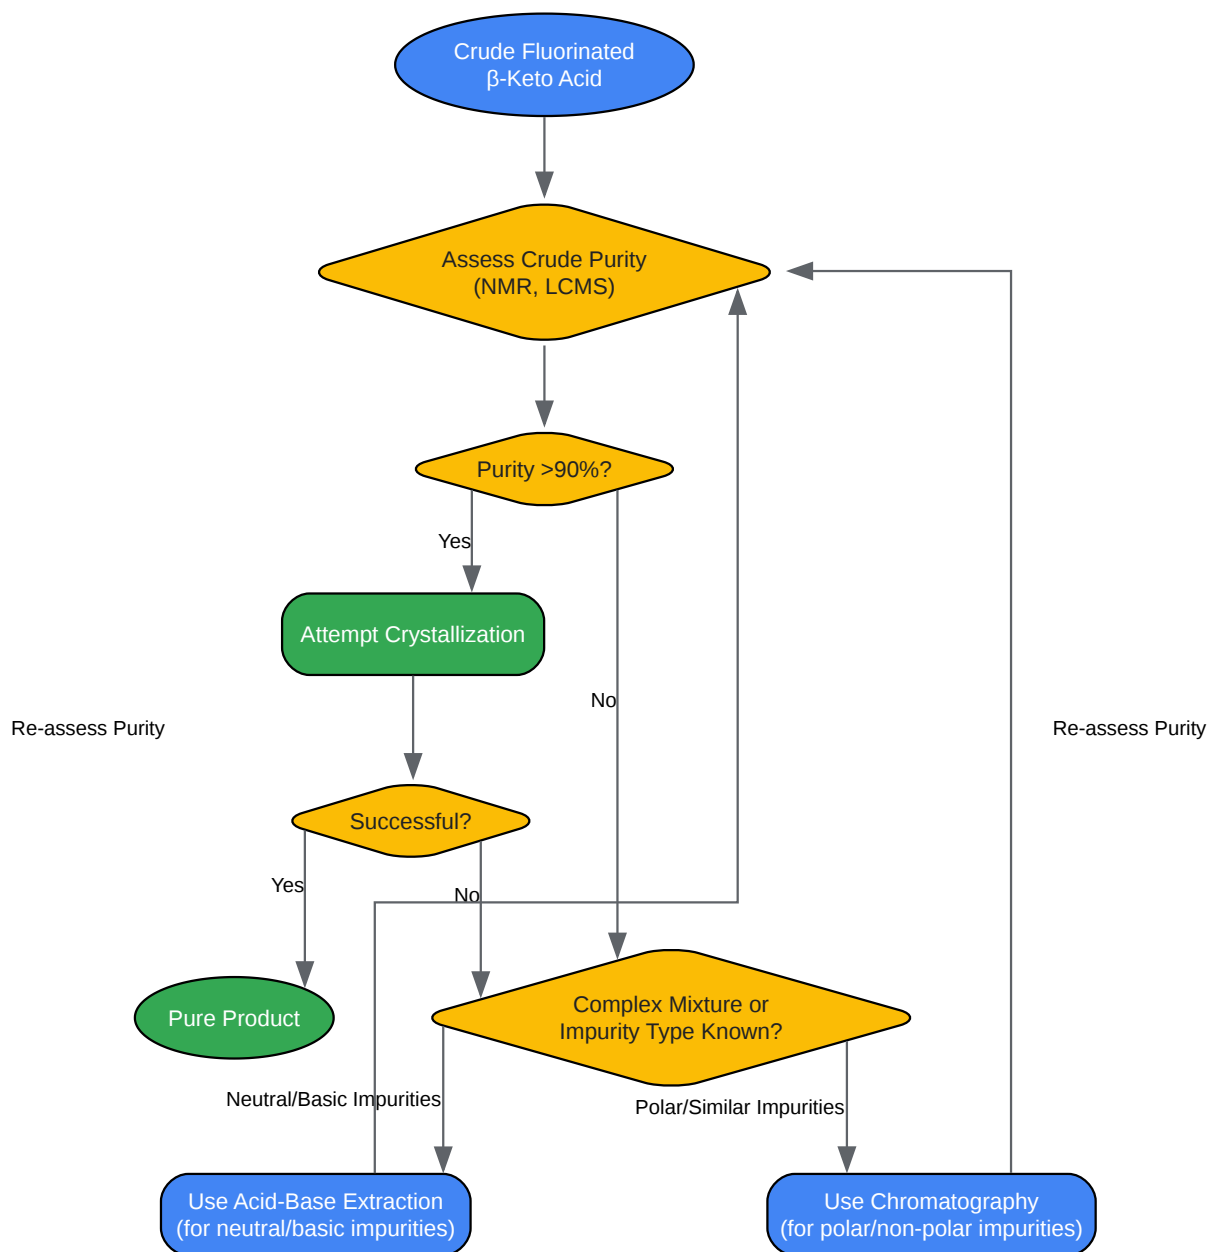 Crude Fluorinated
β-Keto Acid
Assess Crude Purity
(NMR, LCMS)
Purity >90%?
Yes
Attempt Crystallization
No
Re-assess Purity
Re-assess Purity
Successful?
Yes
No
Complex Mixture or
Impurity Type Known?
Pure Product
Neutral/Basic Impurities
Polar/Similar Impurities
Use Acid-Base Extraction
(for neutral/basic impurities)
Use Chromatography
(for polar/non-polar impurities)